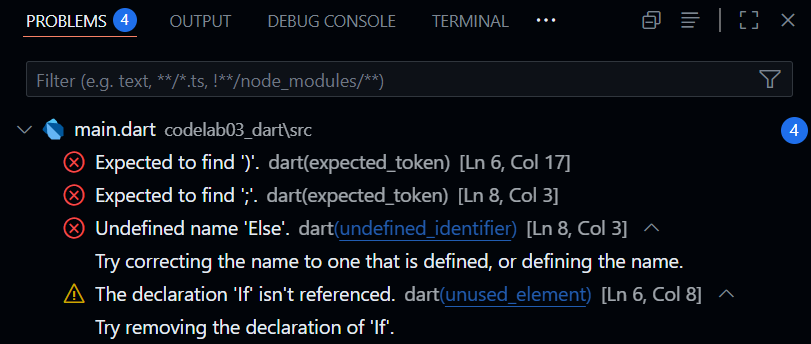 PROBLEMS 4 OUTPUT DEBUG CONSOLE TERMINAL ...
Filter (e.g. text, **/*.ts, !**/node_modules/**)
main.dart codelab03_dart\src 4
Expected to find ')'. dart(expected_token) [Ln 6, Col 17]
Expected to find ';'. dart(expected_token) [Ln 8, Col 3]
Undefined name 'Else'. dart(undefined_identifier) [Ln 8, Col 3]
Try correcting the name to one that is defined, or defining the name.
The declaration 'If' isn't referenced. dart(unused_element) [Ln 6, Col 8]
Try removing the declaration of 'If'.